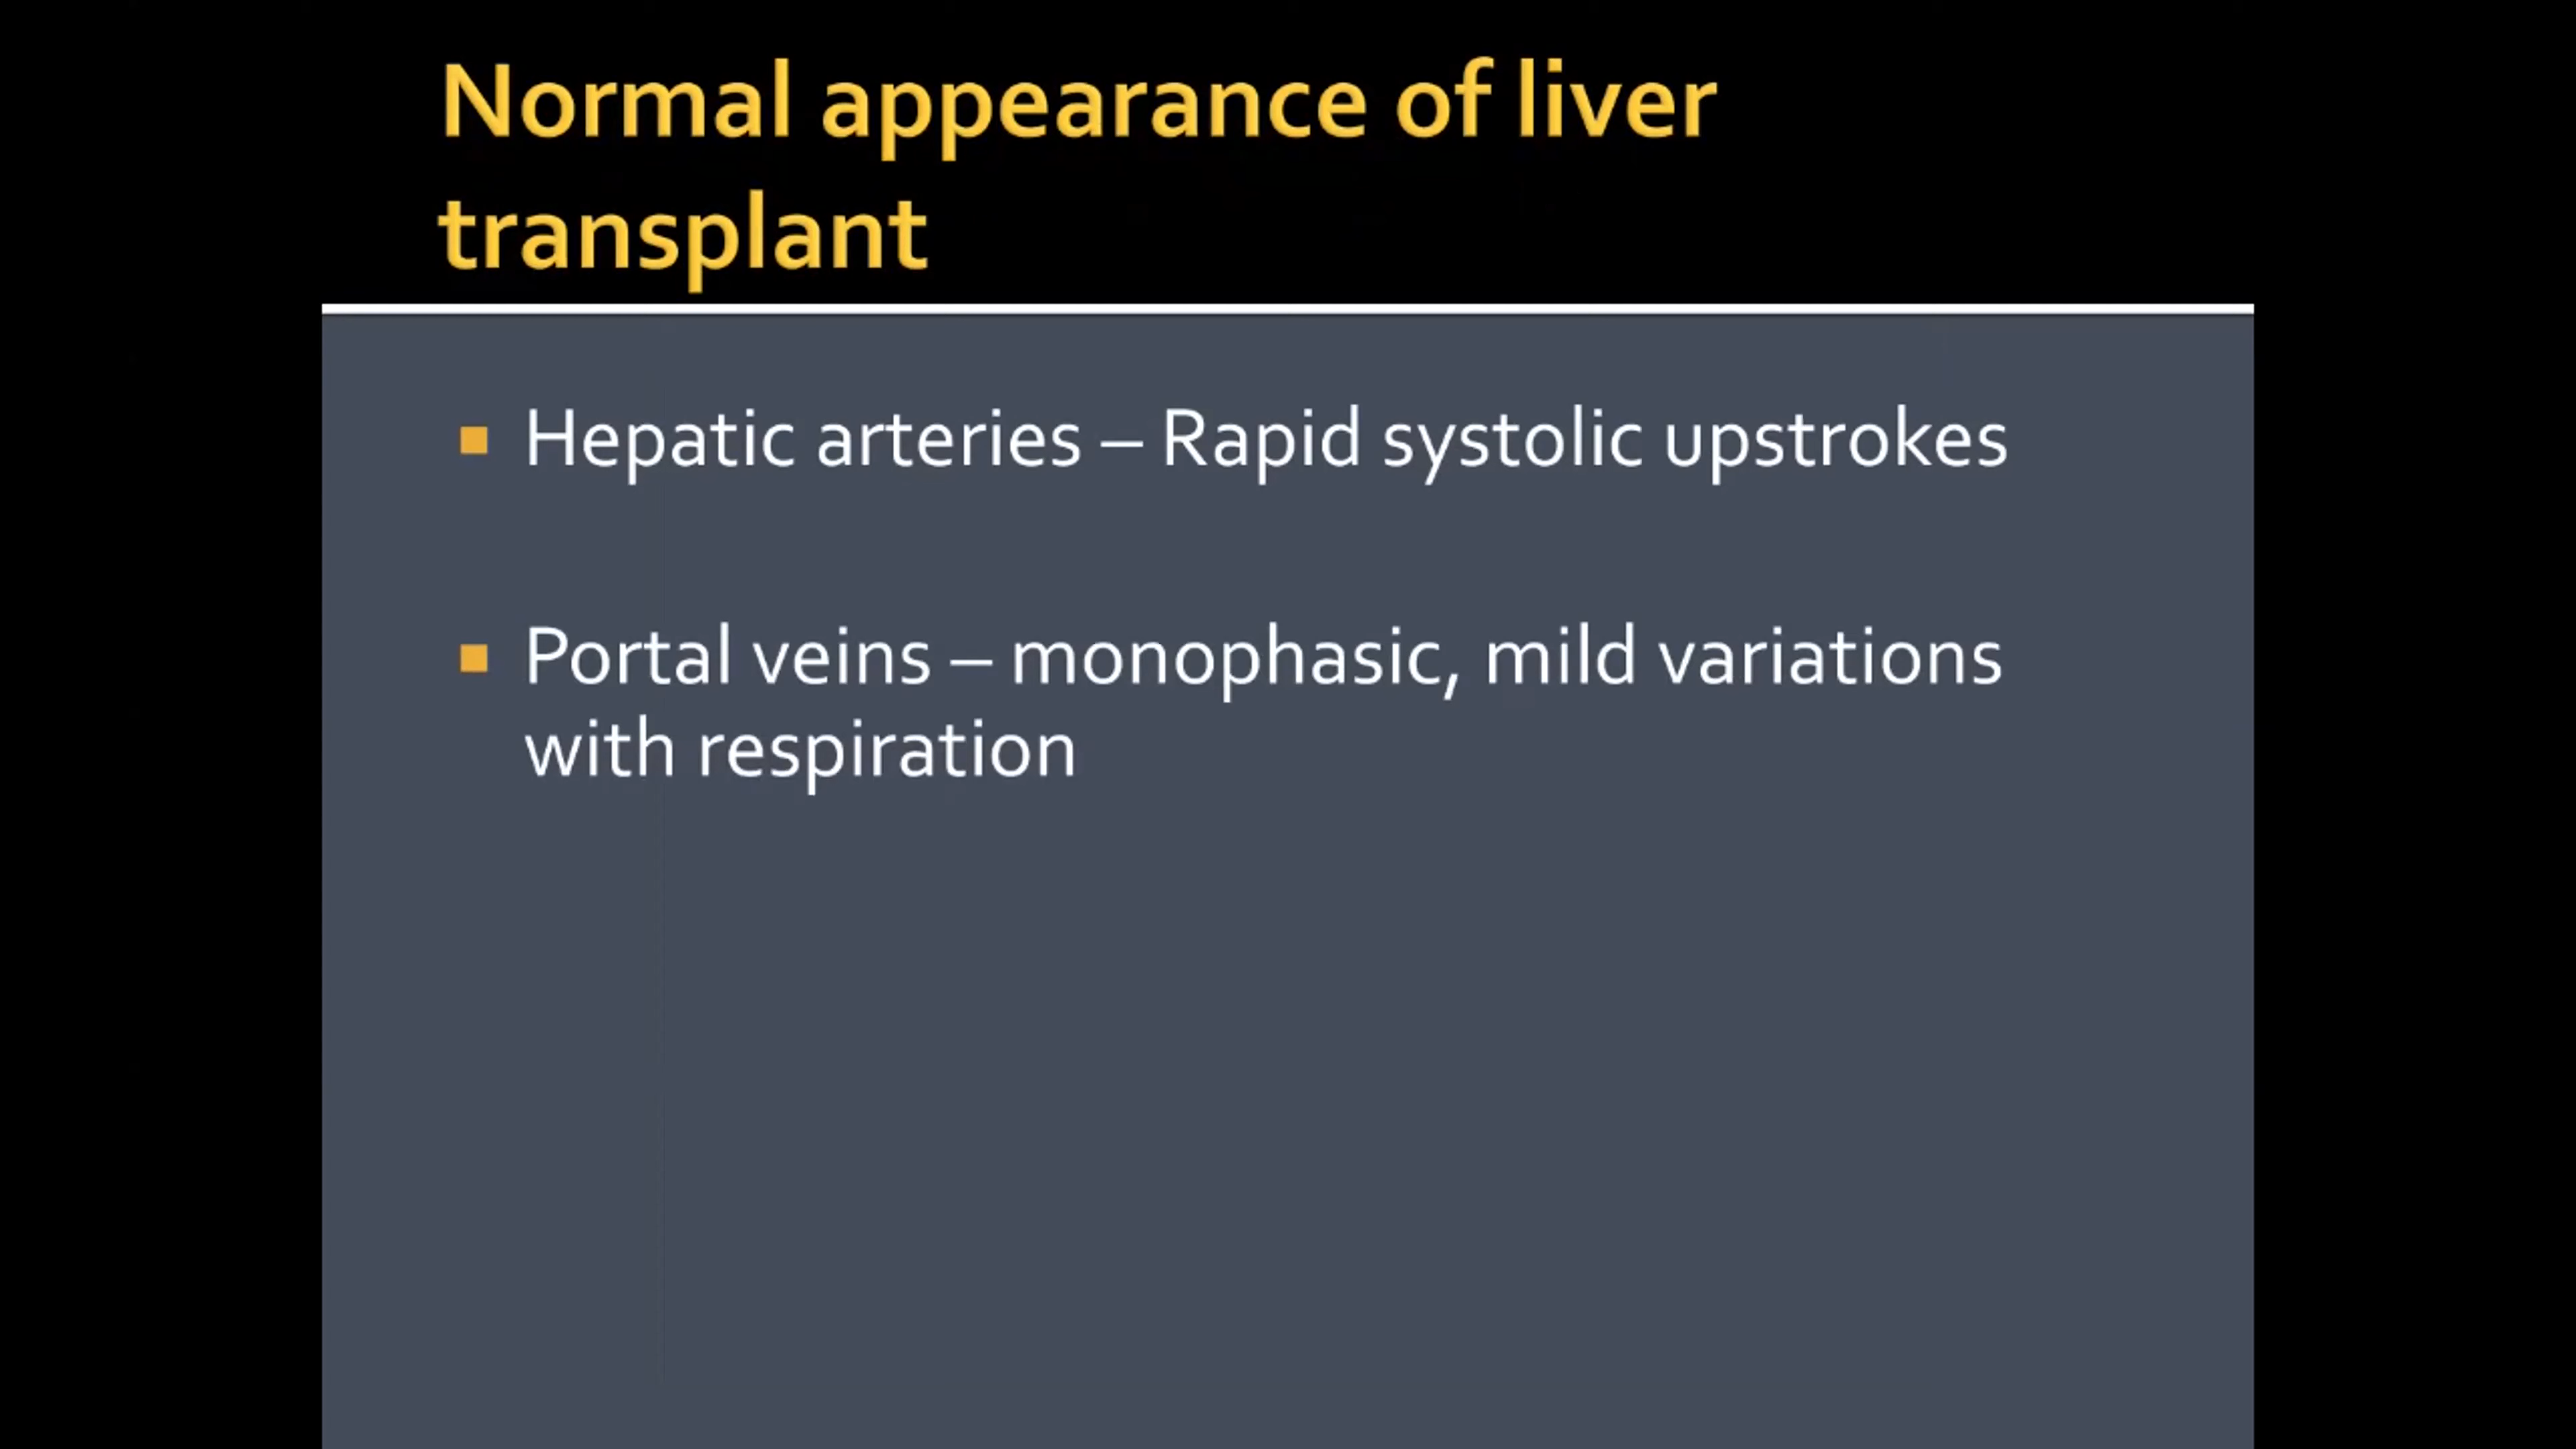 Normal appearance of liver
transplant
Hepatic arteries – Rapid systolic upstrokes
Portal veins – monophasic, mild variations
with respiration